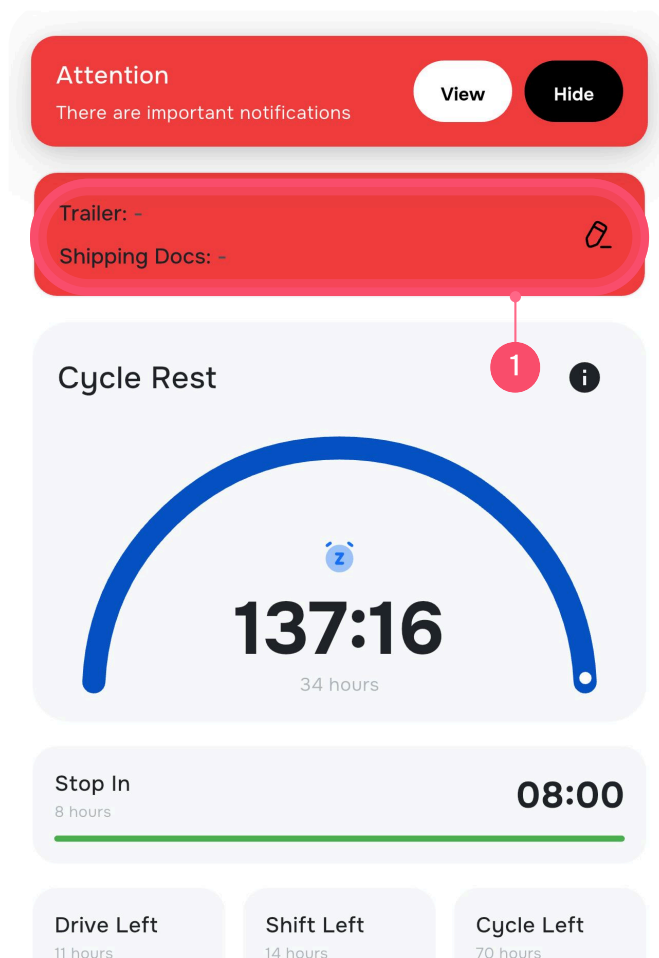 Attention
There are important notifications
View
Hide
Trailer: -
Shipping Docs: -
1
Cycle Rest
z
137:16
34 hours
Stop In
8 hours
08:00
Drive Left
11 hours
Shift Left
14 hours
Cycle Left
70 hours